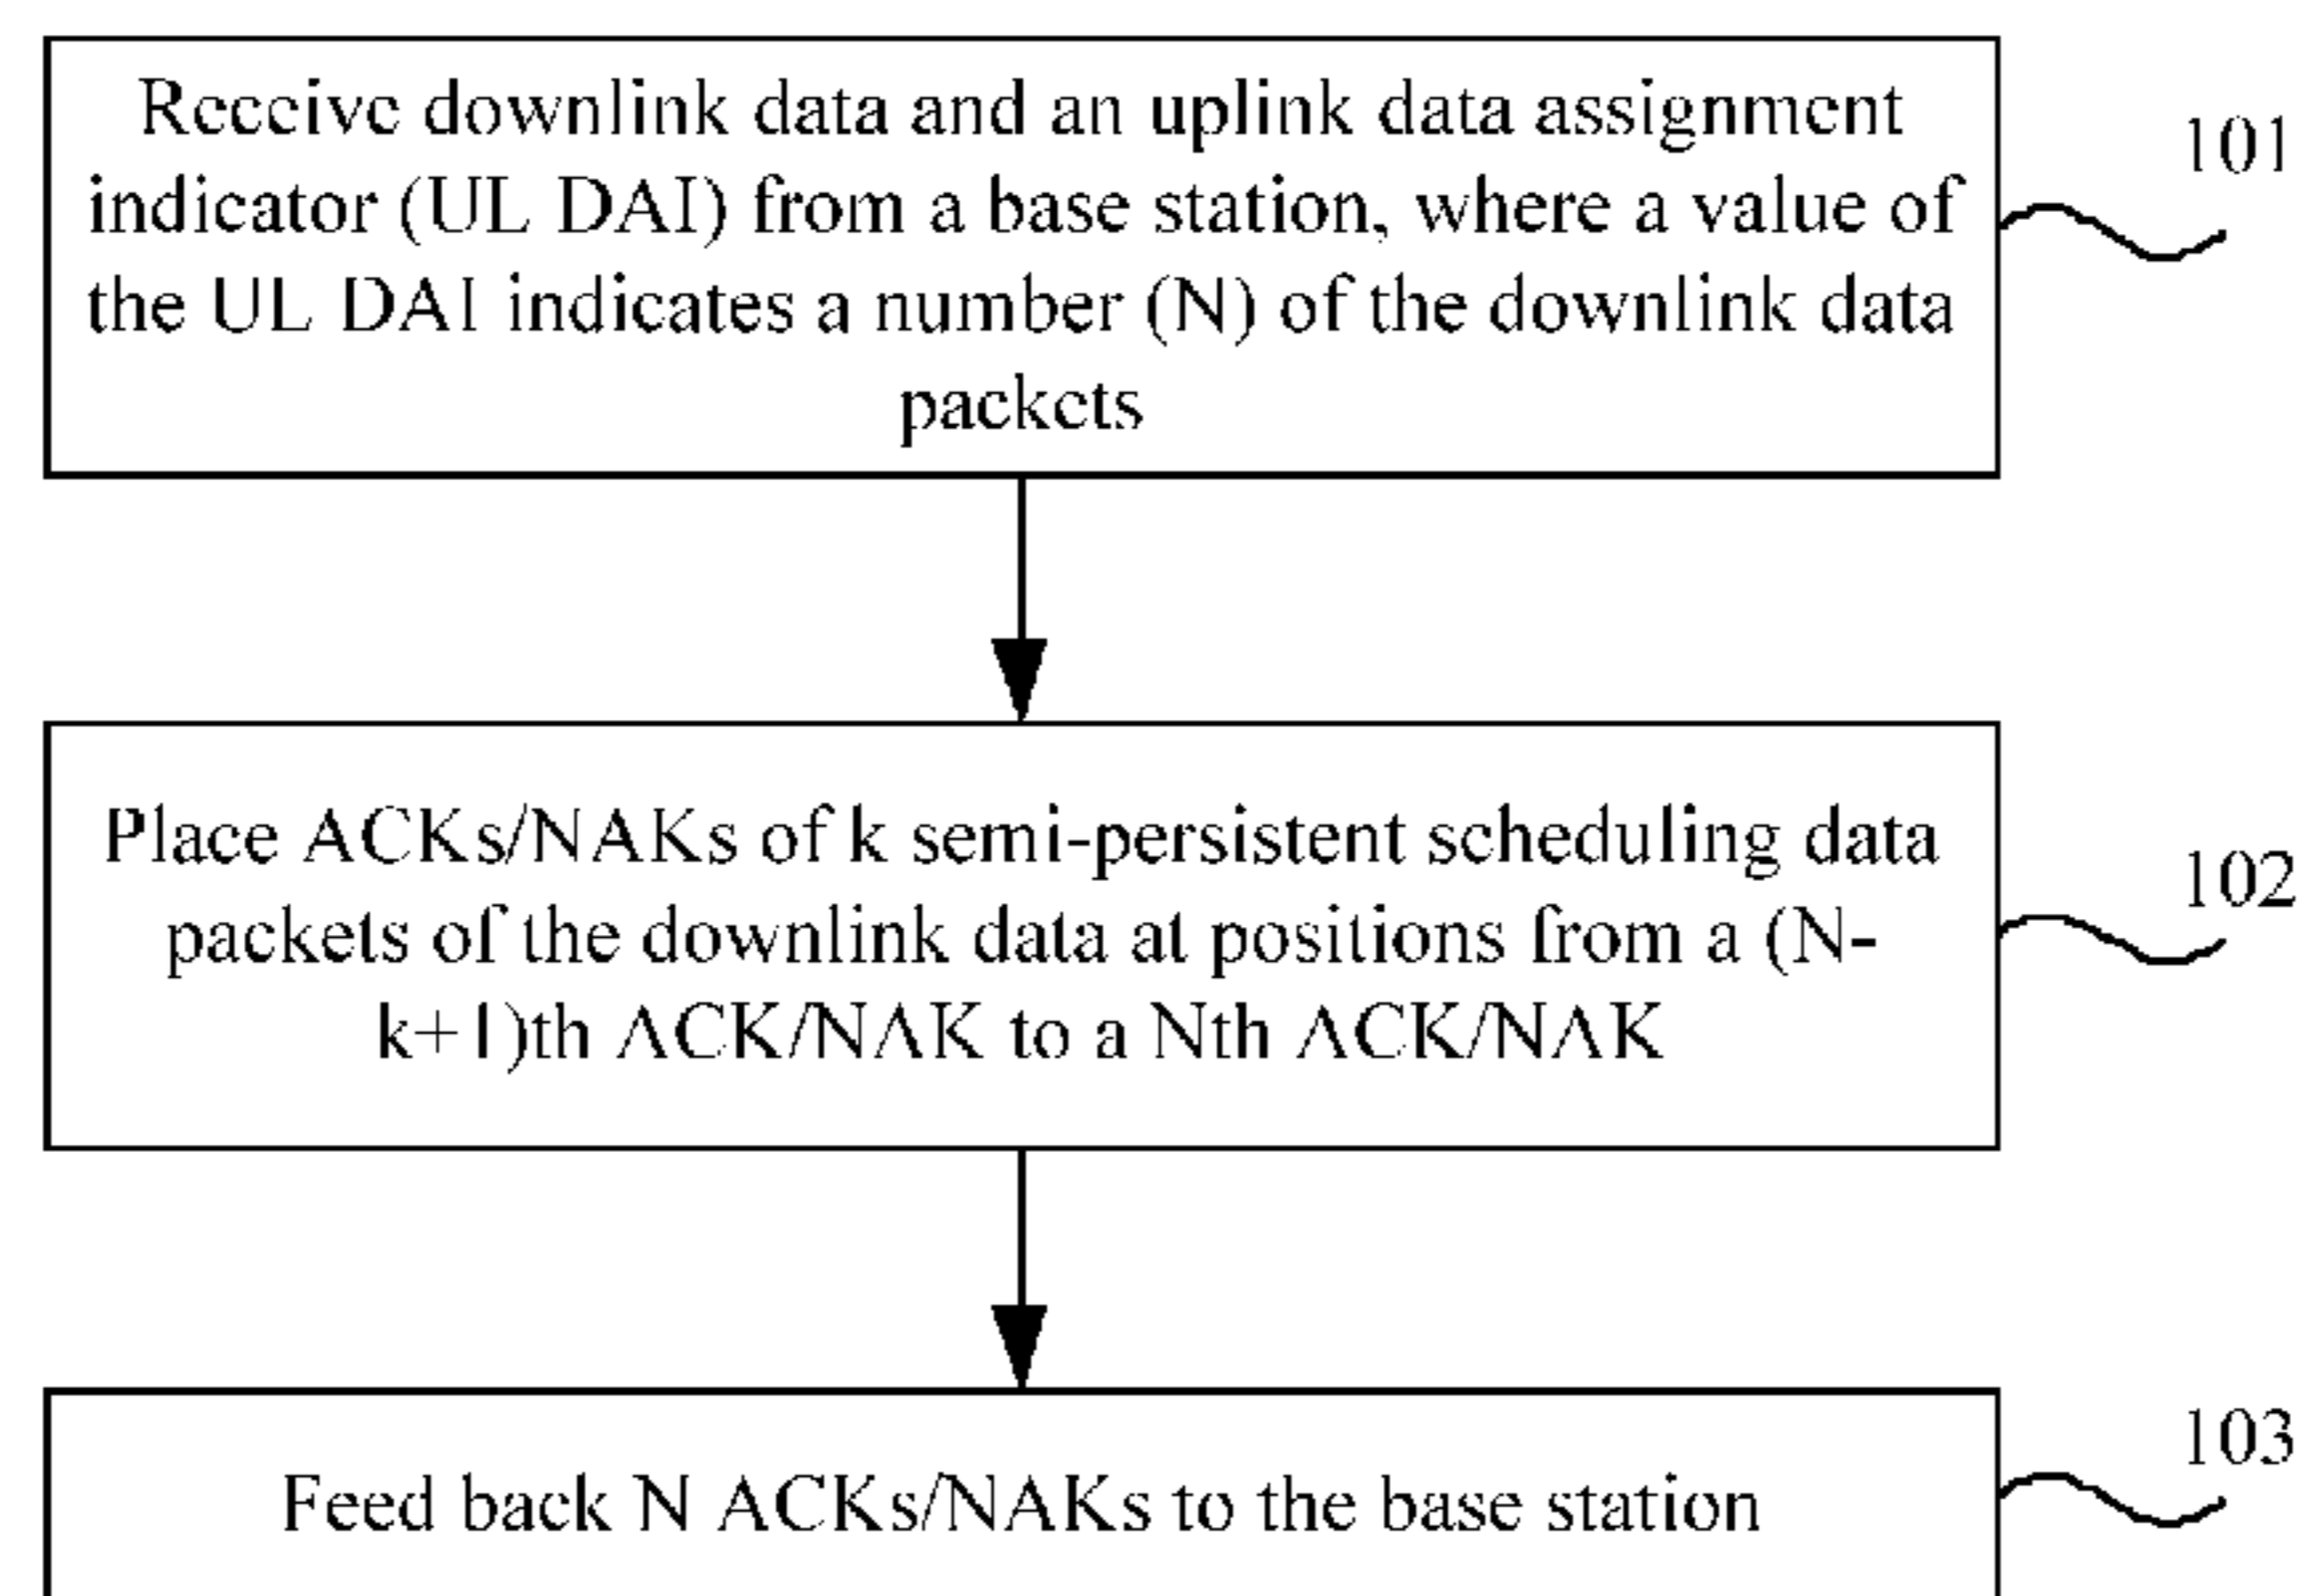 Receive downlink data and an uplink data assignment
indicator (UL DAI) from a base station, where a value of
the UL DAI indicates a number (N) of the downlink data
packets
101
Place ACKs/NAKs of k semi-persistent scheduling data
packets of the downlink data at positions from a (N-
k+1)th ACK/NAK to a Nth ACK/NAK
102
Feed back N ACKs/NAKs to the base station
103